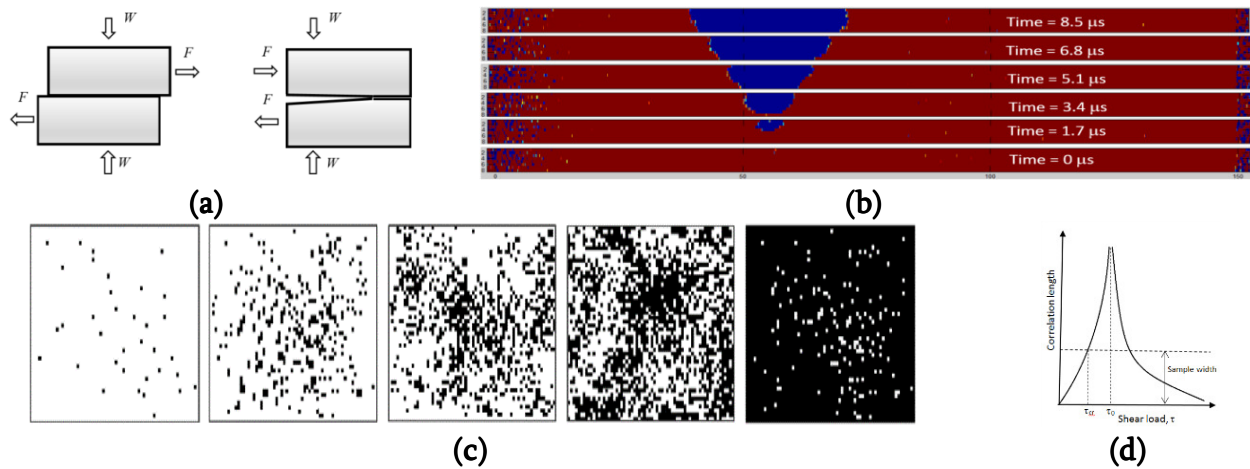 W
W
F
F
F
F
W
W
(a)
Time = 8.5 μs
Time = 6.8 μs
Time = 5.1 μs
Time = 3.4 μs
Time = 1.7 μs
Time = 0 μs
0
50
100
150
(b)
(c)
Correlation length
Sample width
τ₀
Shear load, τ
(d)